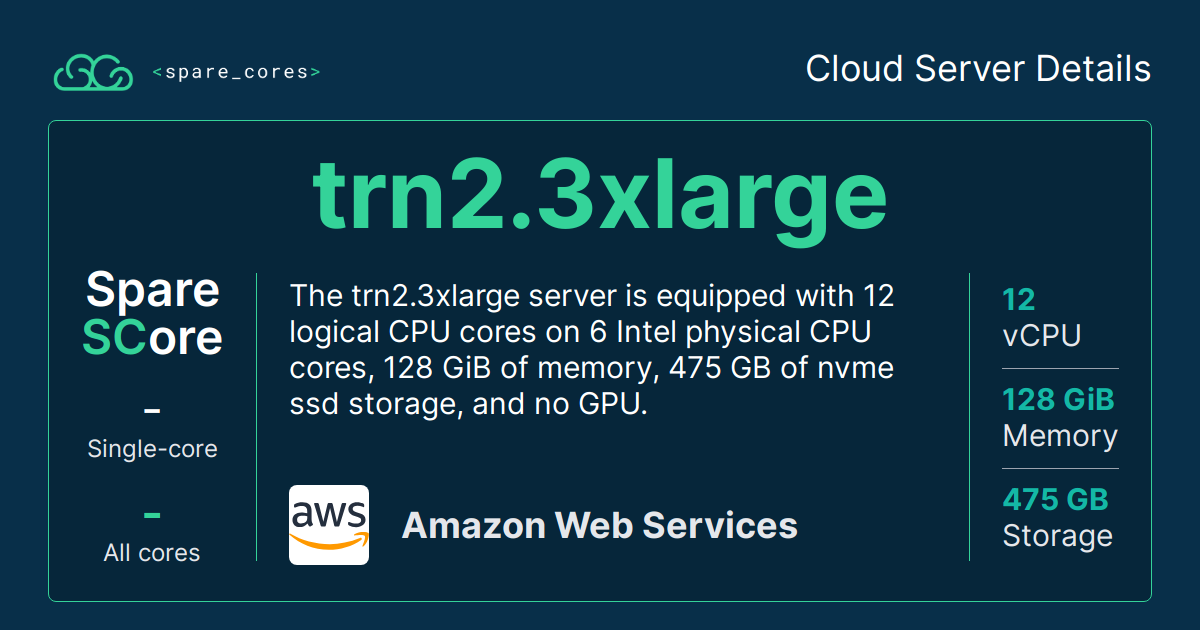 <spare_cores>
Cloud Server Details
trn2.3xlarge
Spare
SCore
–
Single-core
–
All cores
The trn2.3xlarge server is equipped with 12
logical CPU cores on 6 Intel physical CPU
cores, 128 GiB of memory, 475 GB of nvme
ssd storage, and no GPU.
aws
Amazon Web Services
12
vCPU
128 GiB
Memory
475 GB
Storage